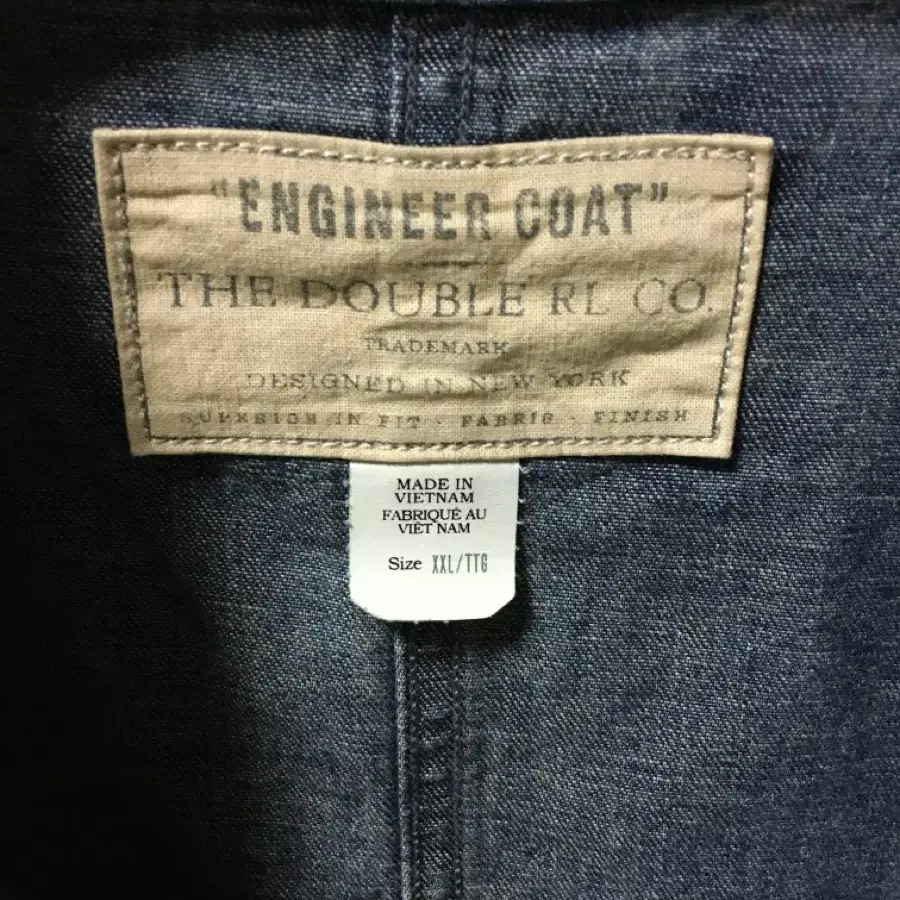 "ENGINEER COAT"
THE DOUBLE RL CO.
TRADEMARK
DESIGNED IN NEW YORK
SUPERIOR IN FIT · FABRIC · FINISH
MADE IN
VIETNAM
FABRIQUÉ AU
VIÊT NAM
Size XXL/TTG